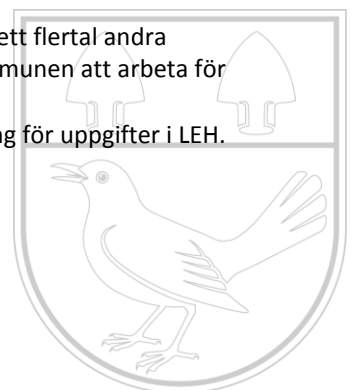 ett flertal andra
munen att arbeta för
ng för uppgifter i LEH.